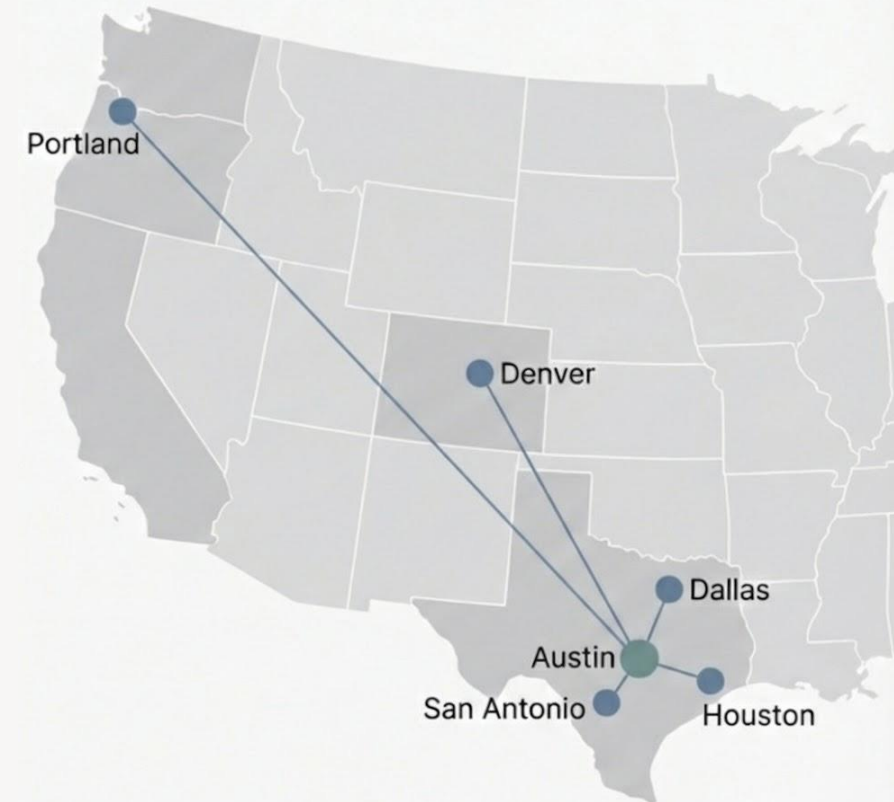 Portland
Denver
Dallas
Austin
San Antonio
Houston